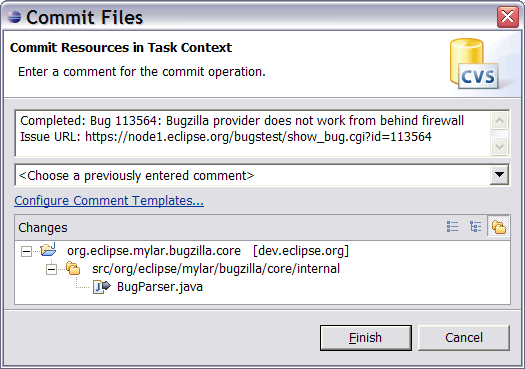 Commit Files
Commit Resources in Task Context
Enter a comment for the commit operation.
CVS
Completed: Bug 113564: Bugzilla provider does not work from behind firewall
Issue URL: https://node1.eclipse.org/bugstest/show_bug.cgi?id=113564
<Choose a previously entered comment>
Configure Comment Templates...
Changes
org.eclipse.mylar.bugzilla.core [dev.eclipse.org]
src/org/eclipse/mylar/bugzilla/core/internal
J
BugParser.java
Finish
Cancel